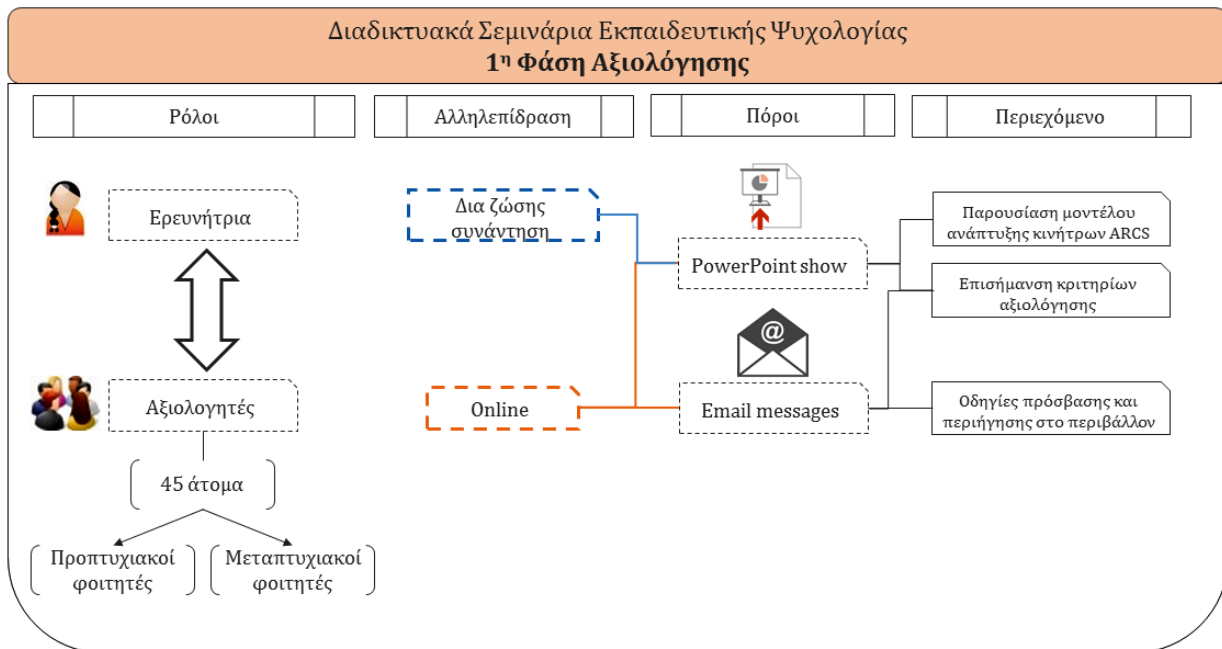 Διαδικτυακά Σεμινάρια Εκπαιδευτικής Ψυχολογίας
1η Φάση Αξιολόγησης
Ρόλοι
Αλληλεπίδραση
Πόροι
Περιεχόμενο
Ερευνήτρια
Δια ζώσης
συνάντηση
PowerPoint show
Παρουσίαση μοντέλου
ανάπτυξης κινήτρων ARCS
Επισήμανση κριτηρίων
αξιολόγησης
@
Αξιολογητές
Online
Email messages
Οδηγίες πρόσβασης και
περιήγησης στο περιβάλλον
45 άτομα
Προπτυχιακοί
φοιτητές
Μεταπτυχιακοί
φοιτητές